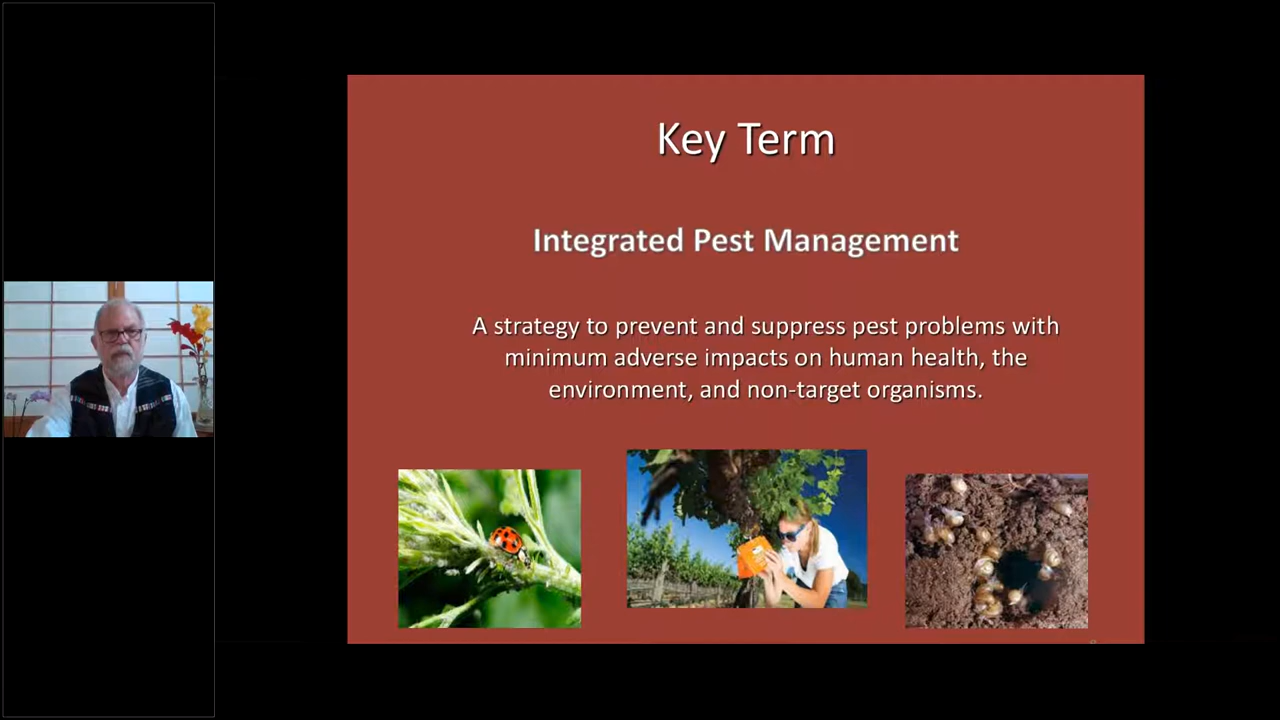 Key Term
Integrated Pest Management
A strategy to prevent and suppress pest problems with
minimum adverse impacts on human health, the
environment, and non-target organisms.